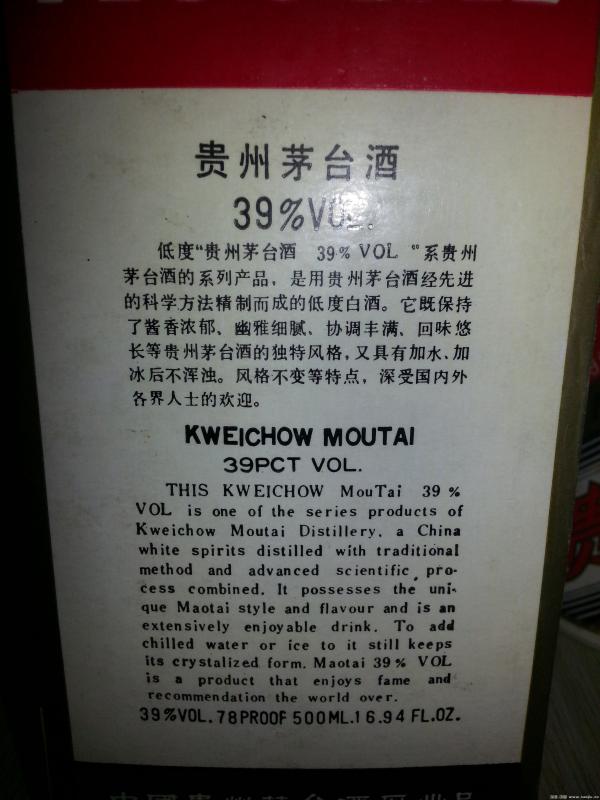 贵州茅台酒
39%VOL.
低度“贵州茅台酒 39% VOL ”系贵州
茅台酒的系列产品，是用贵州茅台酒经先进
的科学方法精制而成的低度白酒。它既保持
了酱香浓郁、幽雅细腻、协调丰满、回味悠
长等贵州茅台酒的独特风格，又具有加水、加
冰后不浑浊。风格不变等特点，深受国内外
各界人士的欢迎。
KWEICHOW MOUTAI
39PCT VOL.
THIS KWEICHOW MouTai 39 %
VOL is one of the series products of
Kweichow Moutai Distillery, a China
white spirits distilled with traditional
method and advanced scientific pro-
cess combined. It possesses the uni-
que Maotai style and flavour and is an
extensively enjoyable drink. To add
chilled water or ice to it still keeps
its crystalized form. Maotai 39 % VOL
is a product that enjoys fame and
recommendation the world over.
39%VOL. 78PROOF 500ML.16.94 FL.OZ.
中國贵州茅台酒